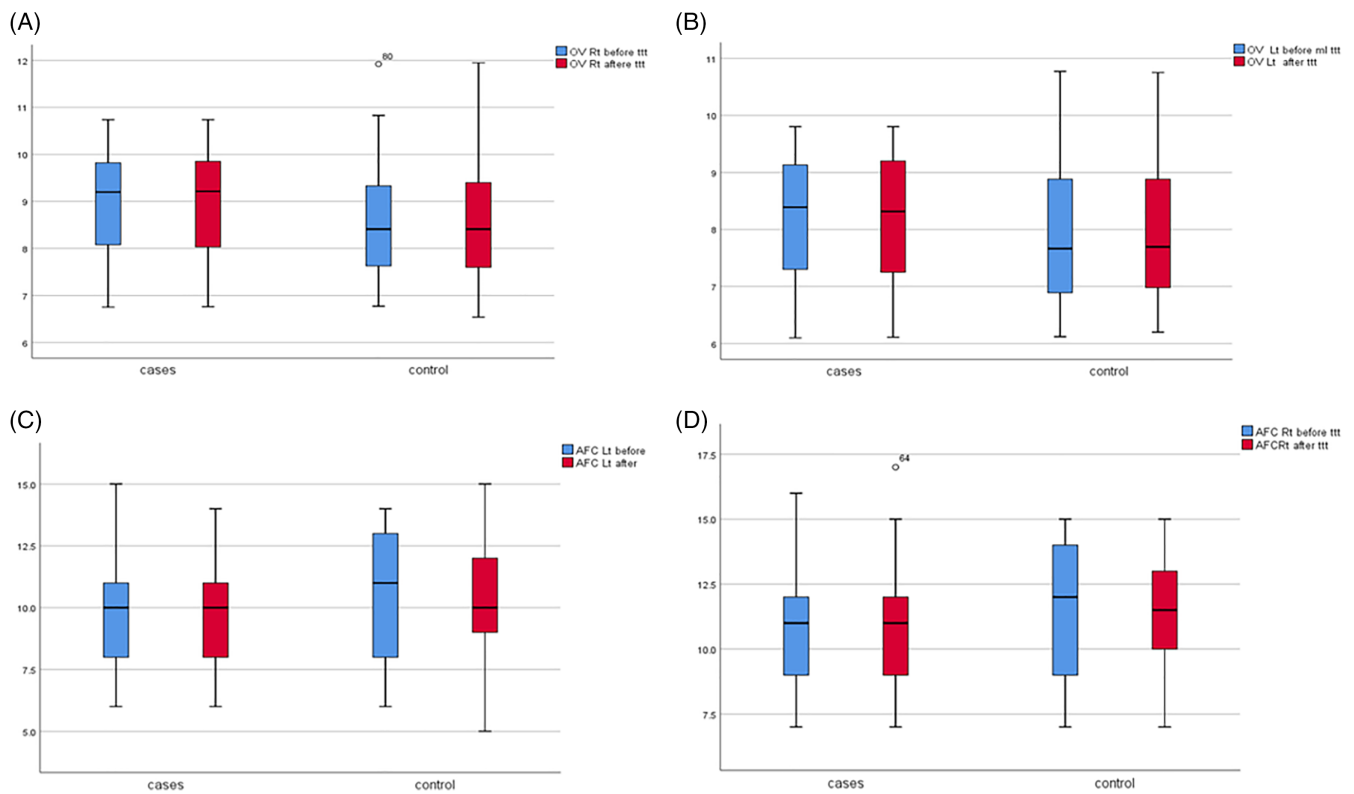 (A)
OV Rt before ttt
OV Rt aftere ttt
80
12
11
10
9
8
7
6
cases control
(B)
OV Lt before ml ttt
OV Lt after ttt
11
10
9
8
7
6
cases control
(C)
AFC Lt before
AFC Lt after
15.0
12.5
10.0
7.5
5.0
cases control
(D)
AFC Rt before ttt
AFCRt after ttt
64
17.5
15.0
12.5
10.0
7.5
cases control